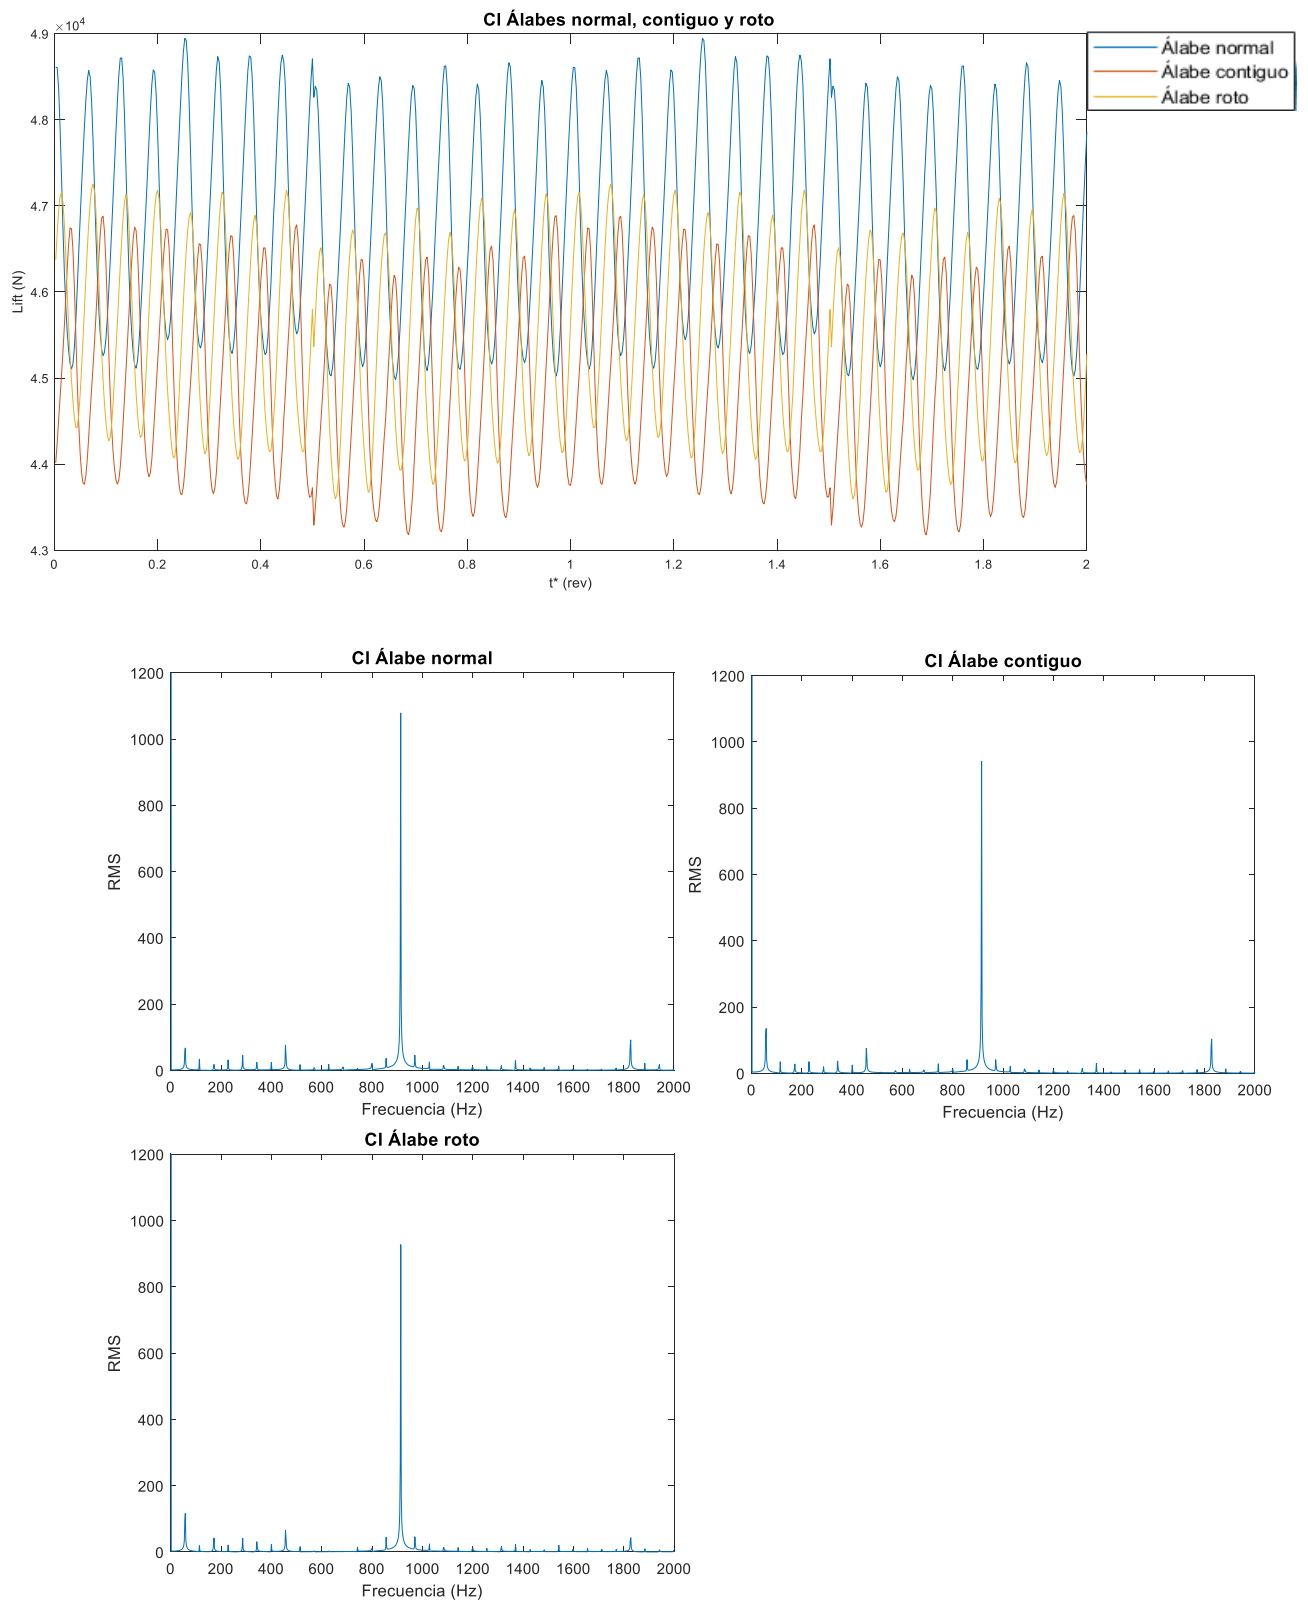 Cl Álabes normal, contiguo y roto
×10⁴
Álabe normal
Álabe contiguo
Álabe roto
4.9
4.8
4.7
4.6
4.5
4.4
4.3
Lift (N)
0 0.2 0.4 0.6 0.8 1 1.2 1.4 1.6 1.8 2
t* (rev)
Cl Álabe normal
1200
1000
800
600
400
200
0
RMS
0 200 400 600 800 1000 1200 1400 1600 1800 2000
Frecuencia (Hz)
Cl Álabe contiguo
1200
1000
800
600
400
200
0
RMS
0 200 400 600 800 1000 1200 1400 1600 1800 2000
Frecuencia (Hz)
Cl Álabe roto
1200
1000
800
600
400
200
0
RMS
0 200 400 600 800 1000 1200 1400 1600 1800 2000
Frecuencia (Hz)